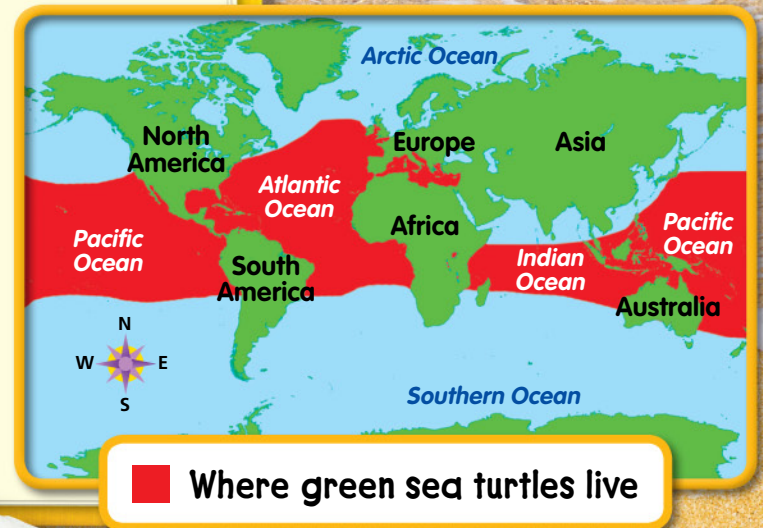 Arctic Ocean
North
America
Europe
Asia
Atlantic
Ocean
Africa
Pacific
Ocean
Pacific
Ocean
South
America
Indian
Ocean
Australia
N
W
E
S
Southern Ocean
Where green sea turtles live